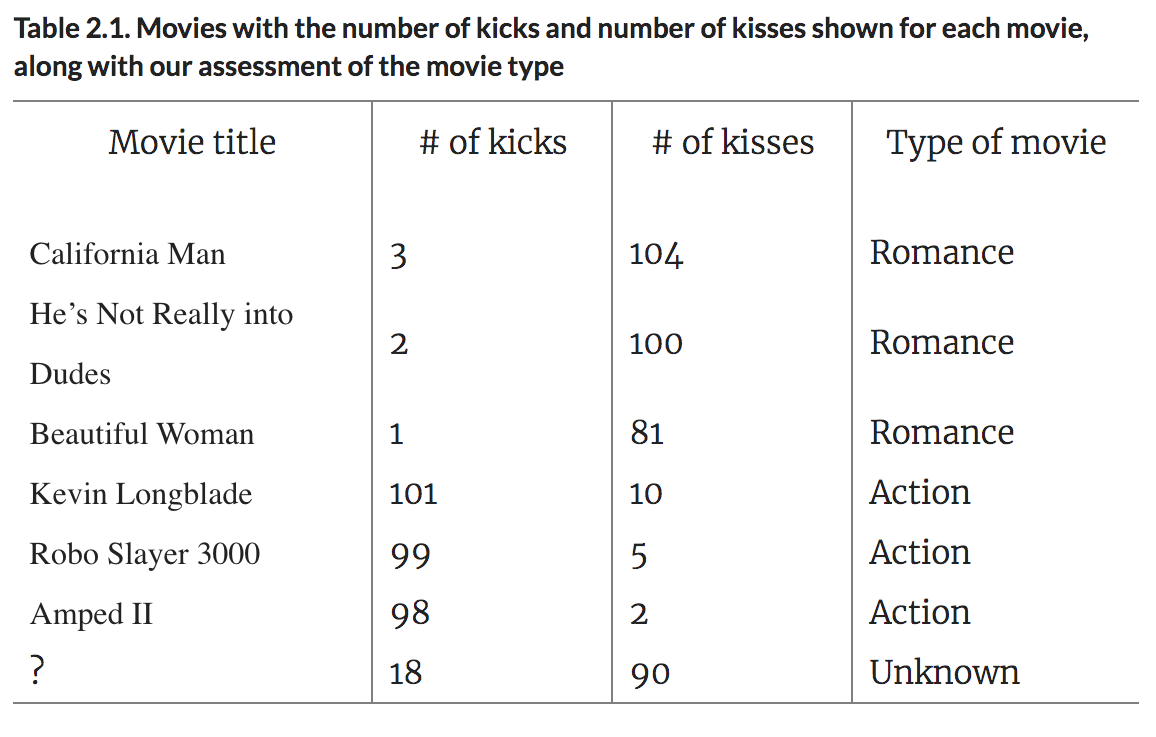 Table 2.1. Movies with the number of kicks and number of kisses shown for each movie,
along with our assessment of the movie type
Movie title # of kicks # of kisses Type of movie
California Man 3 104 Romance
He’s Not Really into
Dudes 2 100 Romance
Beautiful Woman 1 81 Romance
Kevin Longblade 101 10 Action
Robo Slayer 3000 99 5 Action
Amped II 98 2 Action
? 18 90 Unknown